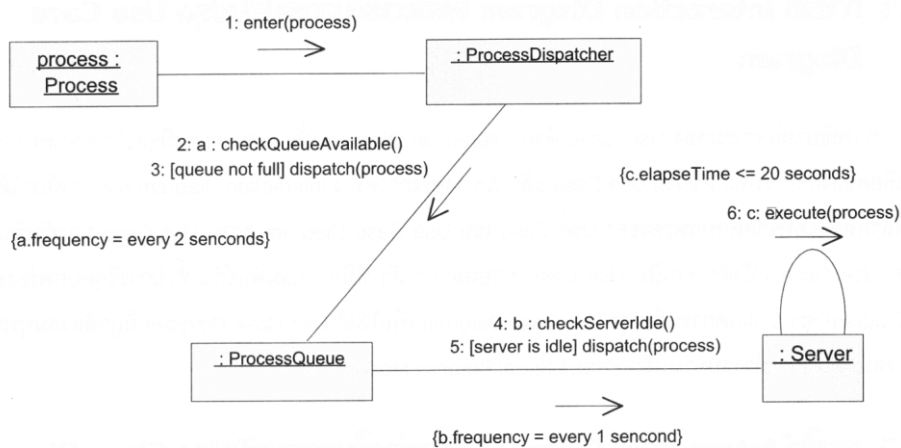 1: enter(process)
process :
Process
: ProcessDispatcher
2: a : checkQueueAvailable()
3: [queue not full] dispatch(process)
{c.elapseTime <= 20 seconds}
6: c: execute(process)
{a.frequency = every 2 senconds}
4: b : checkServerIdle()
5: [server is idle] dispatch(process)
: ProcessQueue
: Server
{b.frequency = every 1 sencond}